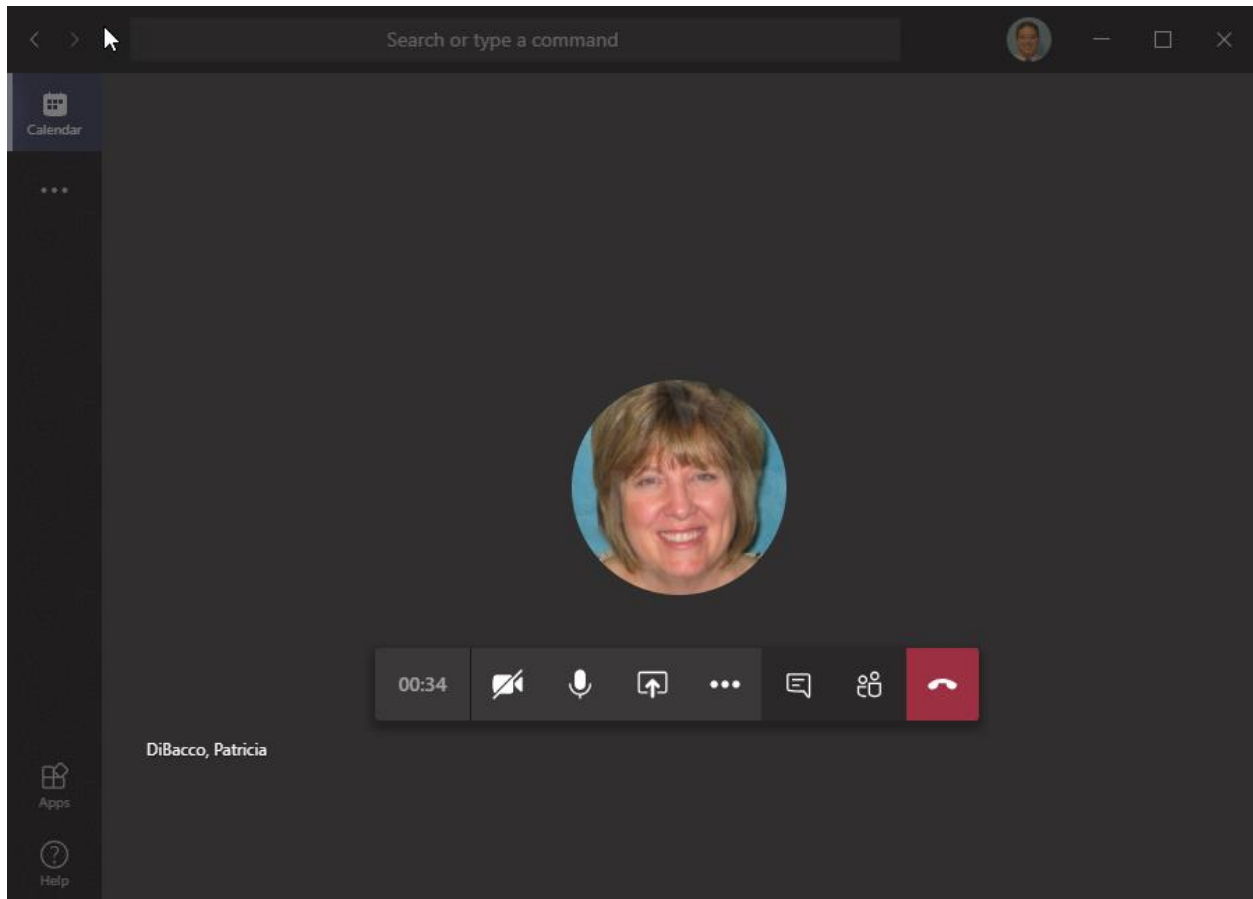 Search or type a command
Calendar
00:34
DiBacco, Patricia
Apps
Help